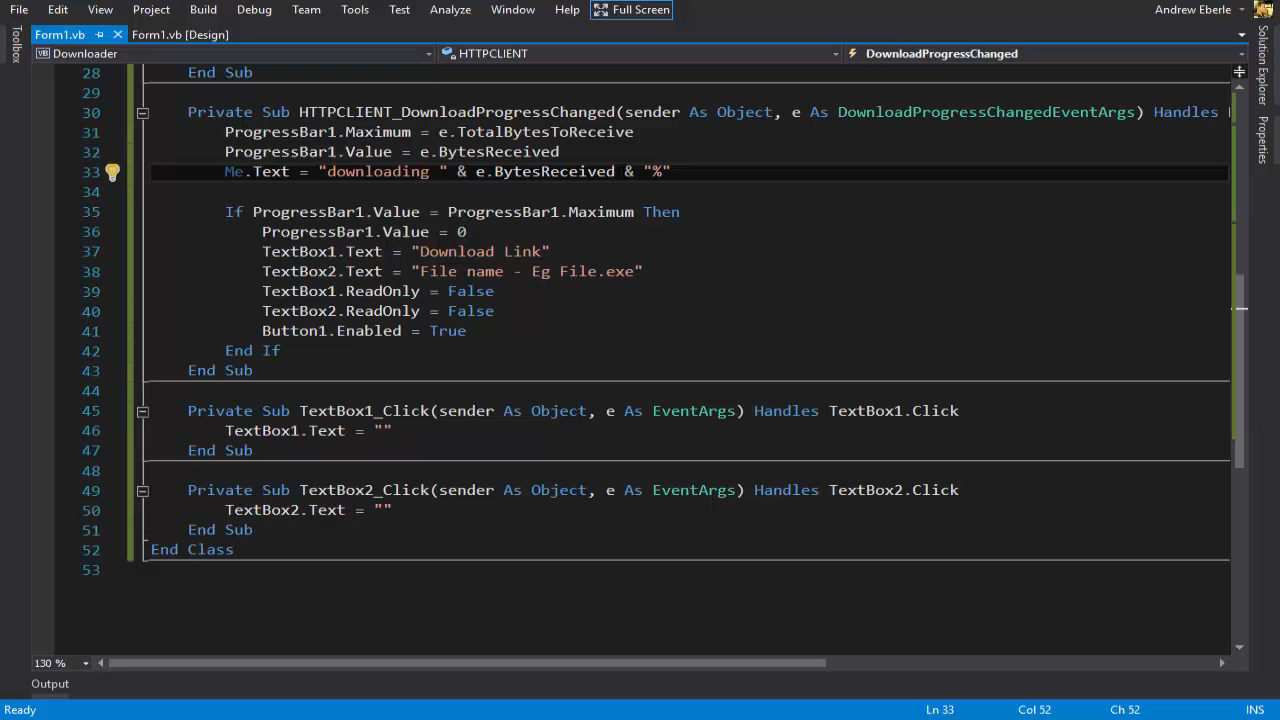 File Edit View Project Build Debug Team Tools Test Analyze Window Help Full Screen Andrew Eberle
Form1.vb Form1.vb [Design]
Downloader HTTPCLIENT DownloadProgressChanged
Toolbox
Solution Explorer
Properties
28 End Sub
29
30 Private Sub HTTPCLIENT_DownloadProgressChanged(sender As Object, e As DownloadProgressChangedEventArgs) Handles
31 ProgressBar1.Maximum = e.TotalBytesToReceive
32 ProgressBar1.Value = e.BytesReceived
33 Me.Text = "downloading " & e.BytesReceived & "%"
34
35 If ProgressBar1.Value = ProgressBar1.Maximum Then
36 ProgressBar1.Value = 0
37 TextBox1.Text = "Download Link"
38 TextBox2.Text = "File name - Eg File.exe"
39 TextBox1.ReadOnly = False
40 TextBox2.ReadOnly = False
41 Button1.Enabled = True
42 End If
43 End Sub
44
45 Private Sub TextBox1_Click(sender As Object, e As EventArgs) Handles TextBox1.Click
46 TextBox1.Text = ""
47 End Sub
48
49 Private Sub TextBox2_Click(sender As Object, e As EventArgs) Handles TextBox2.Click
50 TextBox2.Text = ""
51 End Sub
52 End Class
53
130 %
Output
Ready Ln 33 Col 52 Ch 52 INS